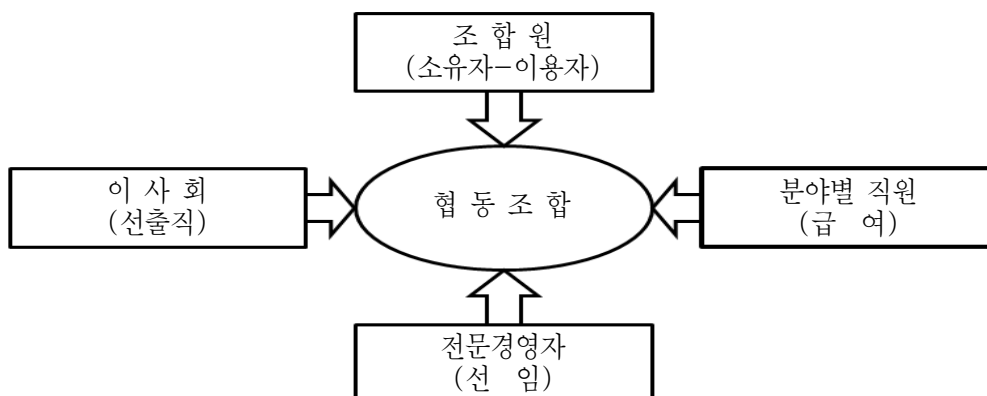 조 합 원
(소유자-이용자)
이 사 회
(선출직)
협 동 조 합
분야별 직원
(급 여)
전문경영자
(선 임)